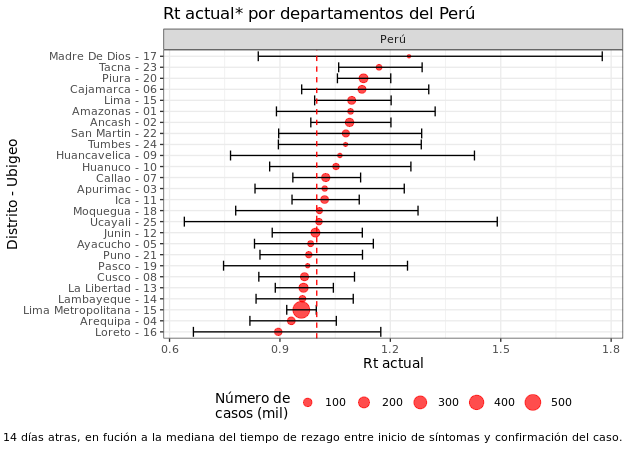 Rt actual* por departamentos del Perú
Perú
Distrito - Ubigeo
Madre De Dios - 17
Tacna - 23
Piura - 20
Cajamarca - 06
Lima - 15
Amazonas - 01
Ancash - 02
San Martin - 22
Tumbes - 24
Huancavelica - 09
Huanuco - 10
Callao - 07
Apurimac - 03
Ica - 11
Moquegua - 18
Ucayali - 25
Junin - 12
Ayacucho - 05
Puno - 21
Pasco - 19
Cusco - 08
La Libertad - 13
Lambayeque - 14
Lima Metropolitana - 15
Arequipa - 04
Loreto - 16
0.6 0.9 1.2 1.5 1.8
Rt actual
Número de
casos (mil)
100 200 300 400 500
14 días atras, en fución a la mediana del tiempo de rezago entre inicio de síntomas y confirmación del caso.